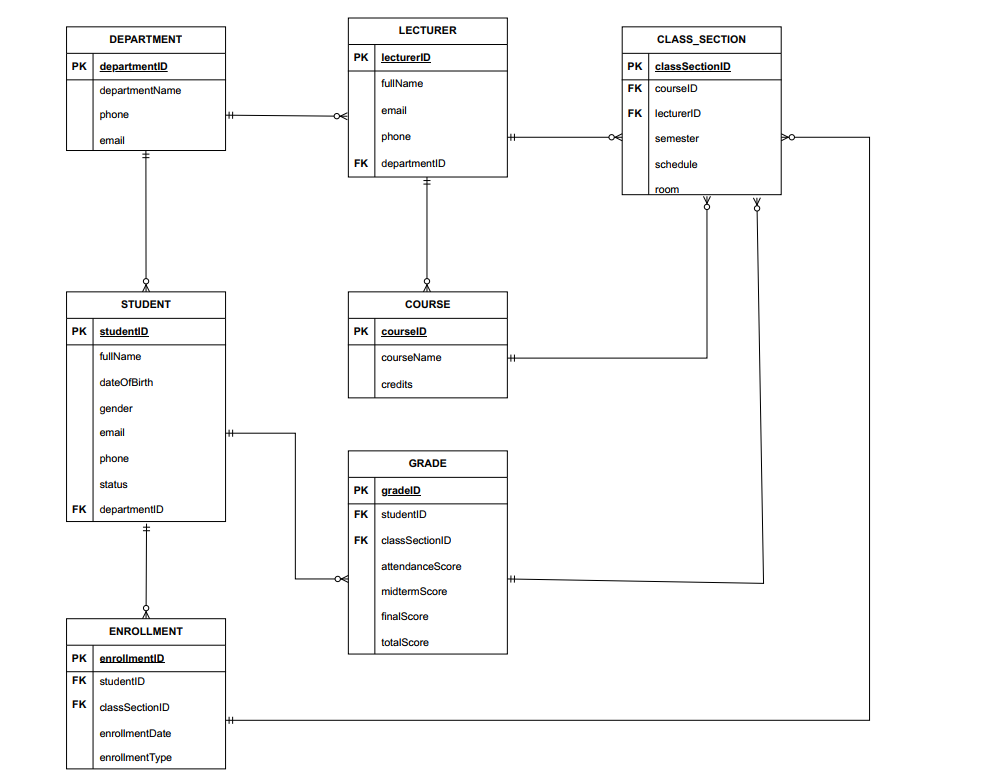 DEPARTMENT
PK departmentID
departmentName
phone
email
LECTURER
PK lecturerID
fullName
email
phone
FK departmentID
CLASS_SECTION
PK classSectionID
FK courseID
FK lecturerID
semester
schedule
room
STUDENT
PK studentID
fullName
dateOfBirth
gender
email
phone
status
FK departmentID
COURSE
PK courseID
courseName
credits
GRADE
PK gradeID
FK studentID
FK classSectionID
attendanceScore
midtermScore
finalScore
totalScore
ENROLLMENT
PK enrollmentID
FK studentID
FK classSectionID
enrollmentDate
enrollmentType